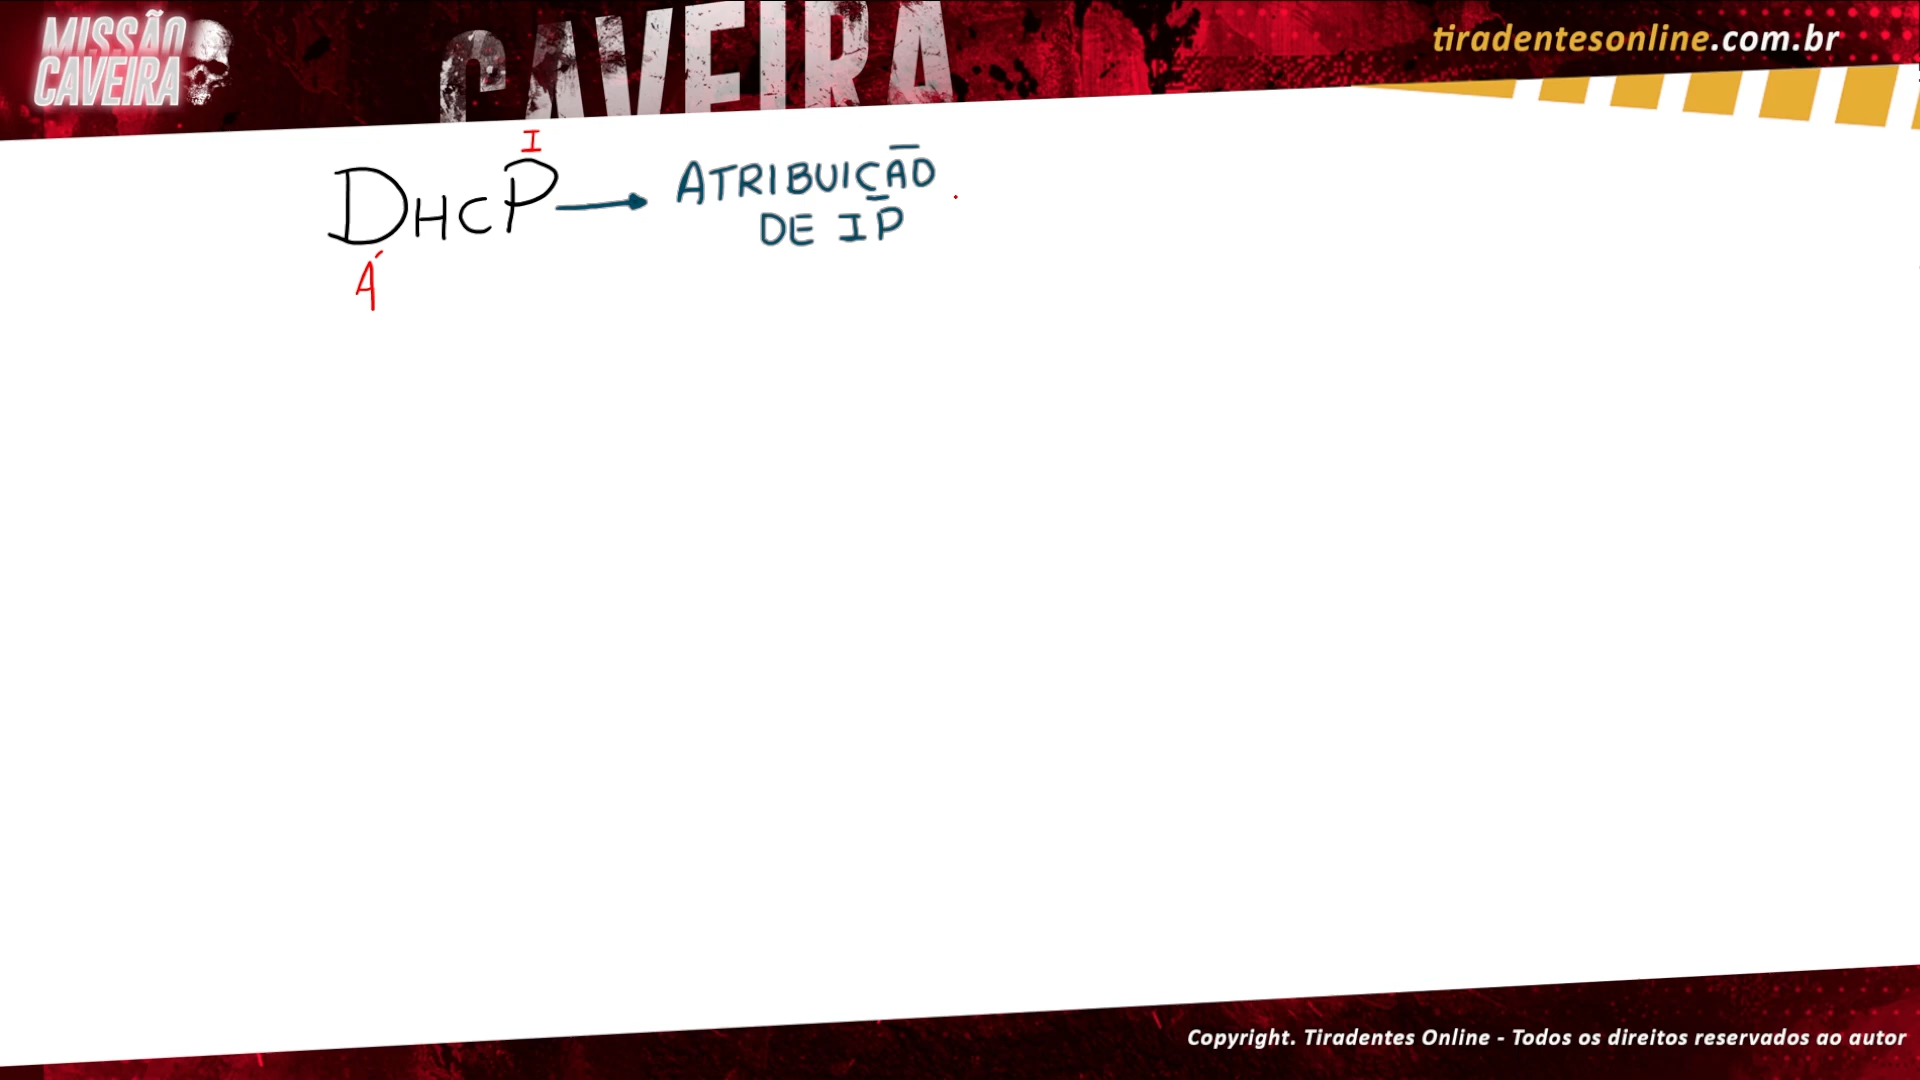 MISSÃO
CAVEIRA
CAVEIRA
tiradentesonline.com.br
I
DHCP → ATRIBUIÇÃO
DE IP
Á
Copyright. Tiradentes Online - Todos os direitos reservados ao autor